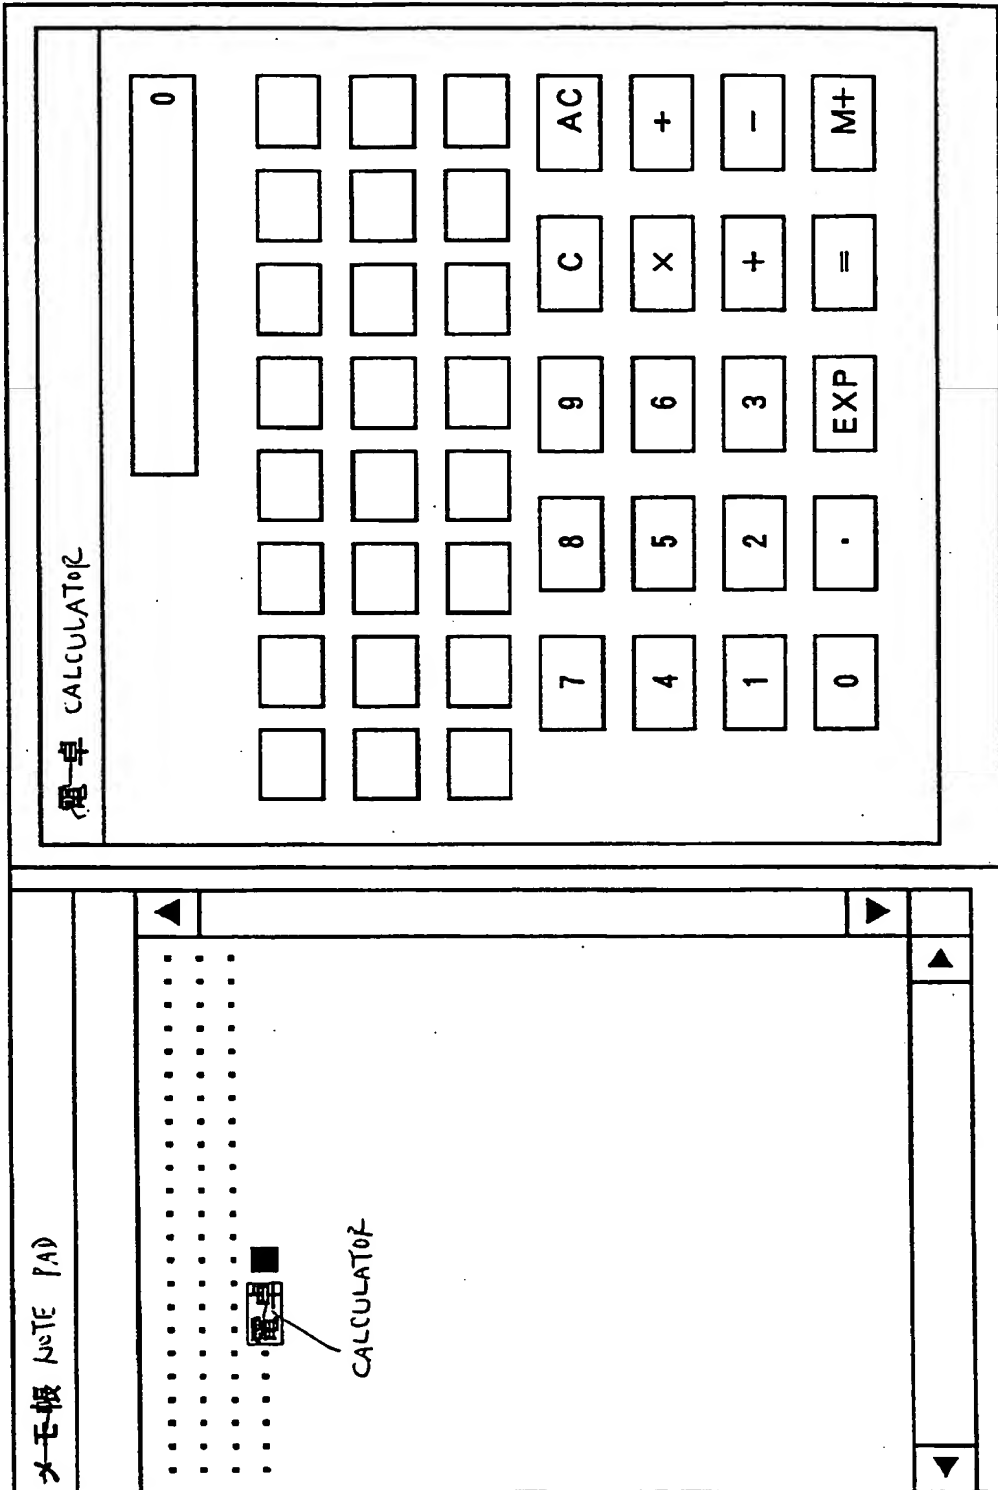 メモ帳 NOTE PAD
電卓
CALCULATOR
電卓 CALCULATOR
0
7 8 9 C AC
4 5 6 × +
1 2 3 + −
0 . EXP = M+